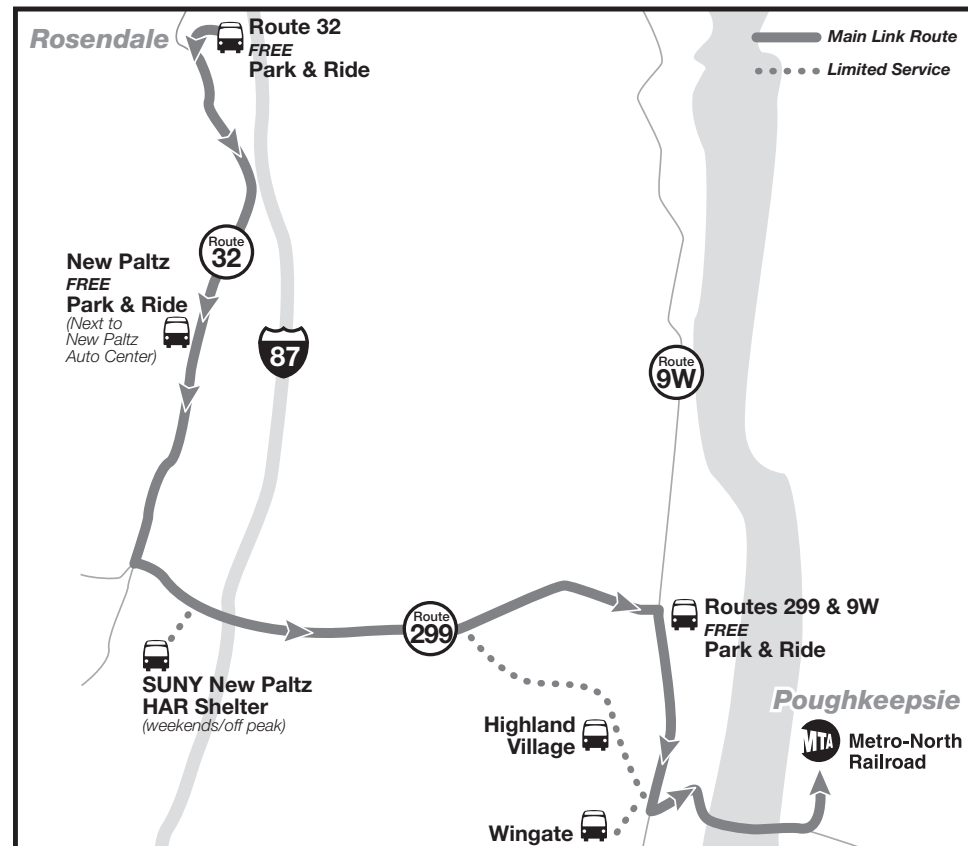 Rosendale
Route 32
FREE
Park & Ride
Main Link Route
Limited Service
Route
32
New Paltz
FREE
Park & Ride
(Next to
New Paltz
Auto Center)
87
Route
9W
Route
299
Routes 299 & 9W
FREE
Park & Ride
SUNY New Paltz
HAR Shelter
(weekends/off peak)
Highland
Village
Poughkeepsie
MTA
Metro-North
Railroad
Wingate